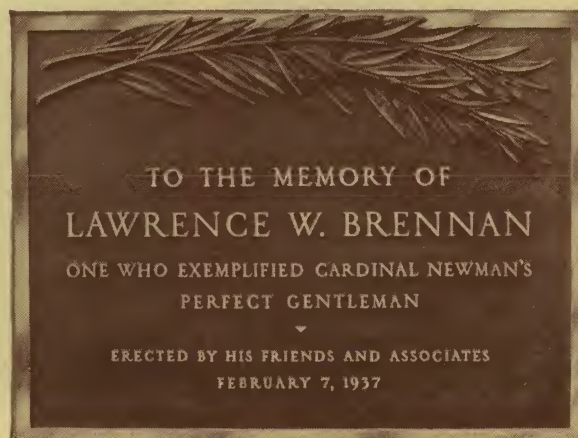 TO THE MEMORY OF
LAWRENCE W. BRENNAN
ONE WHO EXEMPLIFIED CARDINAL NEWMAN'S
PERFECT GENTLEMAN
ERECTED BY HIS FRIENDS AND ASSOCIATES
FEBRUARY 7, 1937